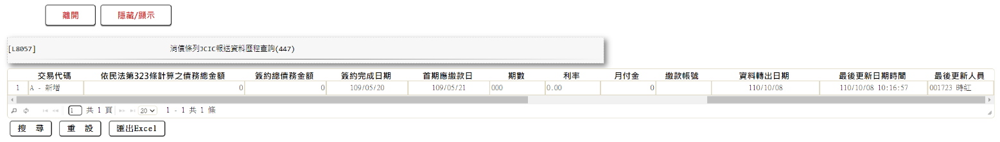 離開 隱藏/顯示
[L8057] 消債條列JCIC報送資料歷程查詢(447)
交易代碼 依民法第323條計算之債務總金額 簽約總債務金額 簽約完成日期 首期應繳款日 期數 利率 月付金 繳款帳號 資料轉出日期 最後更新日期時間 最後更新人員
1 A - 新增 0 0 109/05/20 109/05/21 000 0.00 0 110/10/08 110/10/08 10:16:57 001723 時紅
1 共 1 頁 20 1 - 1 共 1 條
搜 尋 重 設 匯出Excel